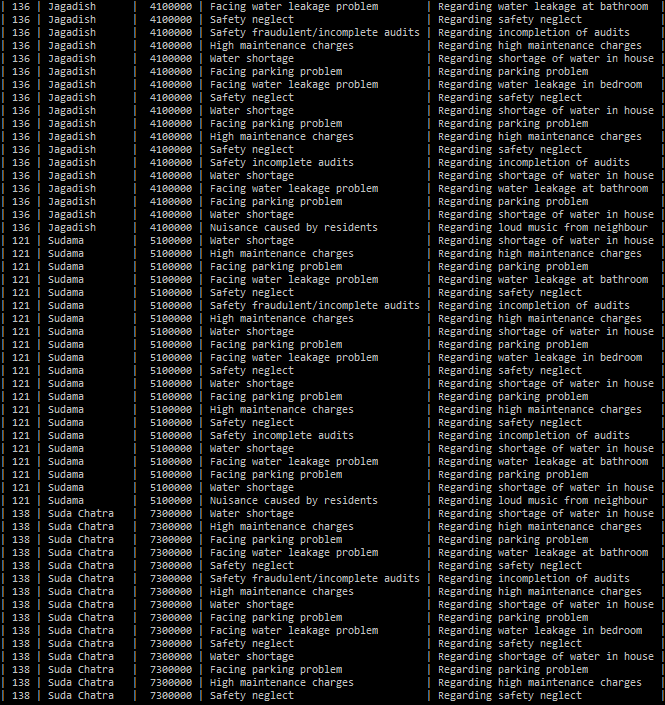 | 136 | Jagadish | 4100000 | Facing water leakage problem | Regarding water leakage at bathroom |
| 136 | Jagadish | 4100000 | Safety neglect | Regarding safety neglect |
| 136 | Jagadish | 4100000 | Safety fraudulent/incomplete audits | Regarding incompletion of audits |
| 136 | Jagadish | 4100000 | High maintenance charges | Regarding high maintenance charges |
| 136 | Jagadish | 4100000 | Water shortage | Regarding shortage of water in house |
| 136 | Jagadish | 4100000 | Facing parking problem | Regarding parking problem |
| 136 | Jagadish | 4100000 | Facing water leakage problem | Regarding water leakage in bedroom |
| 136 | Jagadish | 4100000 | Safety neglect | Regarding safety neglect |
| 136 | Jagadish | 4100000 | Water shortage | Regarding shortage of water in house |
| 136 | Jagadish | 4100000 | Facing parking problem | Regarding parking problem |
| 136 | Jagadish | 4100000 | High maintenance charges | Regarding high maintenance charges |
| 136 | Jagadish | 4100000 | Safety neglect | Regarding safety neglect |
| 136 | Jagadish | 4100000 | Safety incomplete audits | Regarding incompletion of audits |
| 136 | Jagadish | 4100000 | Water shortage | Regarding shortage of water in house |
| 136 | Jagadish | 4100000 | Facing water leakage problem | Regarding water leakage at bathroom |
| 136 | Jagadish | 4100000 | Facing parking problem | Regarding parking problem |
| 136 | Jagadish | 4100000 | Water shortage | Regarding shortage of water in house |
| 136 | Jagadish | 4100000 | Nuisance caused by residents | Regarding loud music from neighbour |
| 121 | Sudama | 5100000 | Water shortage | Regarding shortage of water in house |
| 121 | Sudama | 5100000 | High maintenance charges | Regarding high maintenance charges |
| 121 | Sudama | 5100000 | Facing parking problem | Regarding parking problem |
| 121 | Sudama | 5100000 | Facing water leakage problem | Regarding water leakage at bathroom |
| 121 | Sudama | 5100000 | Safety neglect | Regarding safety neglect |
| 121 | Sudama | 5100000 | Safety fraudulent/incomplete audits | Regarding incompletion of audits |
| 121 | Sudama | 5100000 | High maintenance charges | Regarding high maintenance charges |
| 121 | Sudama | 5100000 | Water shortage | Regarding shortage of water in house |
| 121 | Sudama | 5100000 | Facing parking problem | Regarding parking problem |
| 121 | Sudama | 5100000 | Facing water leakage problem | Regarding water leakage in bedroom |
| 121 | Sudama | 5100000 | Safety neglect | Regarding safety neglect |
| 121 | Sudama | 5100000 | Water shortage | Regarding shortage of water in house |
| 121 | Sudama | 5100000 | Facing parking problem | Regarding parking problem |
| 121 | Sudama | 5100000 | High maintenance charges | Regarding high maintenance charges |
| 121 | Sudama | 5100000 | Safety neglect | Regarding safety neglect |
| 121 | Sudama | 5100000 | Safety incomplete audits | Regarding incompletion of audits |
| 121 | Sudama | 5100000 | Water shortage | Regarding shortage of water in house |
| 121 | Sudama | 5100000 | Facing water leakage problem | Regarding water leakage at bathroom |
| 121 | Sudama | 5100000 | Facing parking problem | Regarding parking problem |
| 121 | Sudama | 5100000 | Water shortage | Regarding shortage of water in house |
| 121 | Sudama | 5100000 | Nuisance caused by residents | Regarding loud music from neighbour |
| 138 | Suda Chatra | 7300000 | Water shortage | Regarding shortage of water in house |
| 138 | Suda Chatra | 7300000 | High maintenance charges | Regarding high maintenance charges |
| 138 | Suda Chatra | 7300000 | Facing parking problem | Regarding parking problem |
| 138 | Suda Chatra | 7300000 | Facing water leakage problem | Regarding water leakage at bathroom |
| 138 | Suda Chatra | 7300000 | Safety neglect | Regarding safety neglect |
| 138 | Suda Chatra | 7300000 | Safety fraudulent/incomplete audits | Regarding incompletion of audits |
| 138 | Suda Chatra | 7300000 | High maintenance charges | Regarding high maintenance charges |
| 138 | Suda Chatra | 7300000 | Water shortage | Regarding shortage of water in house |
| 138 | Suda Chatra | 7300000 | Facing parking problem | Regarding parking problem |
| 138 | Suda Chatra | 7300000 | Facing water leakage problem | Regarding water leakage in bedroom |
| 138 | Suda Chatra | 7300000 | Safety neglect | Regarding safety neglect |
| 138 | Suda Chatra | 7300000 | Water shortage | Regarding shortage of water in house |
| 138 | Suda Chatra | 7300000 | Facing parking problem | Regarding parking problem |
| 138 | Suda Chatra | 7300000 | High maintenance charges | Regarding high maintenance charges |
| 138 | Suda Chatra | 7300000 | Safety neglect | Regarding safety neglect |